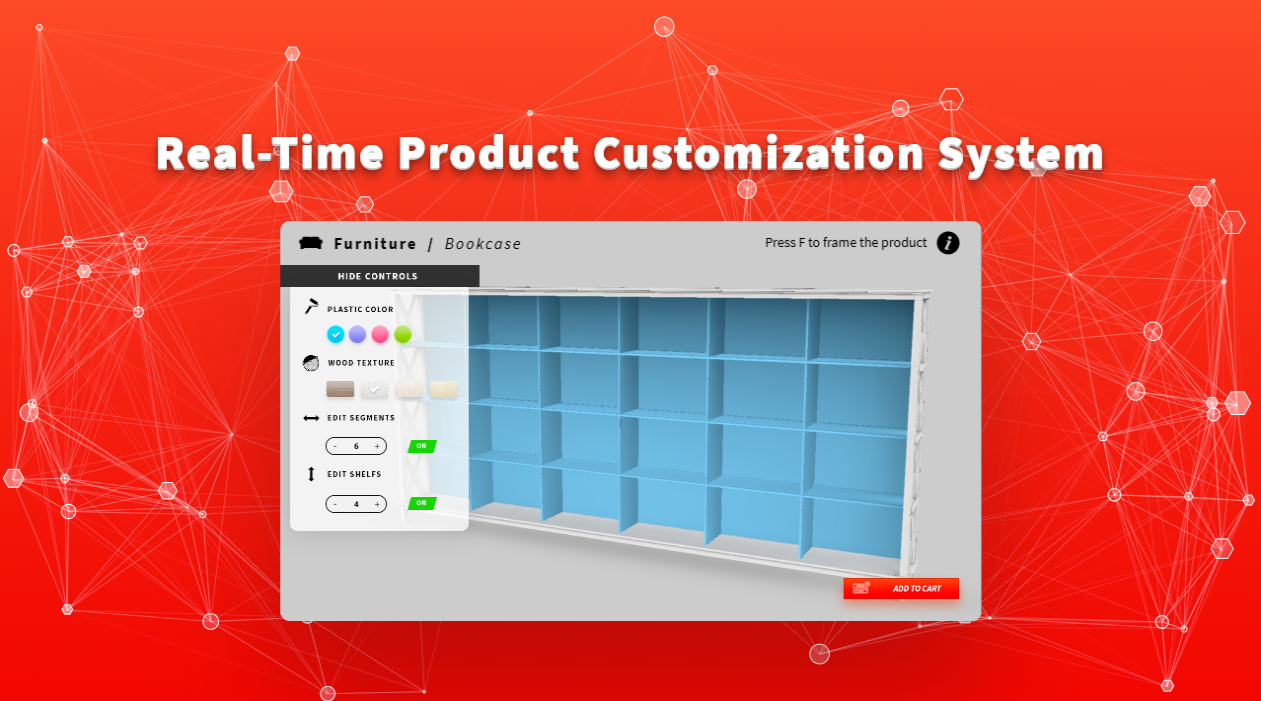 Real-Time Product Customization System
Furniture / Bookcase
Press F to frame the product
i
HIDE CONTROLS
PLASTIC COLOR
WOOD TEXTURE
EDIT SEGMENTS
- 6 + ON
EDIT SHELFS
- 4 + ON
ADD TO CART